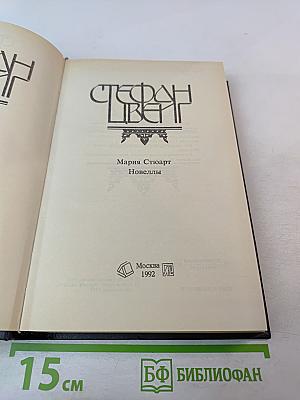 СТЕФАН
ЦВЕЙГ
Мария Стюарт
Новеллы
Москва
1992
15 см
БФ БИБЛИОФАН